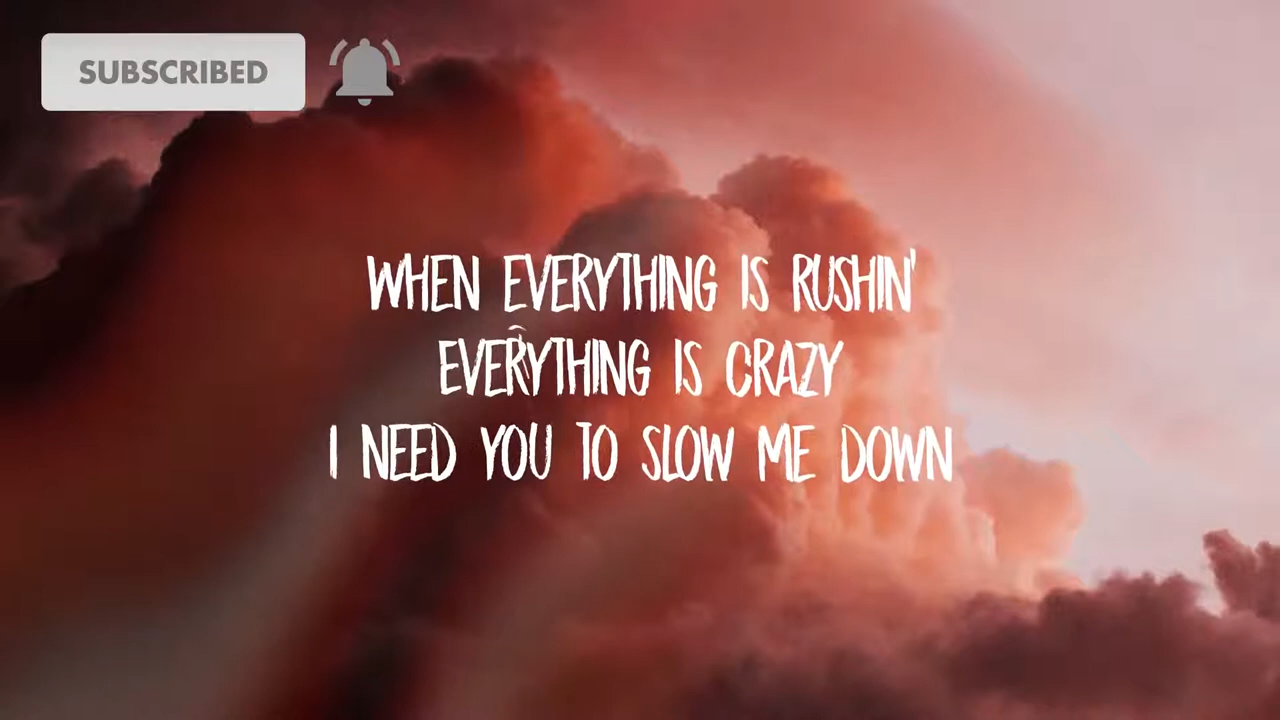 SUBSCRIBED
WHEN EVERYTHING IS RUSHIN'
EVERYTHING IS CRAZY
I NEED YOU TO SLOW ME DOWN